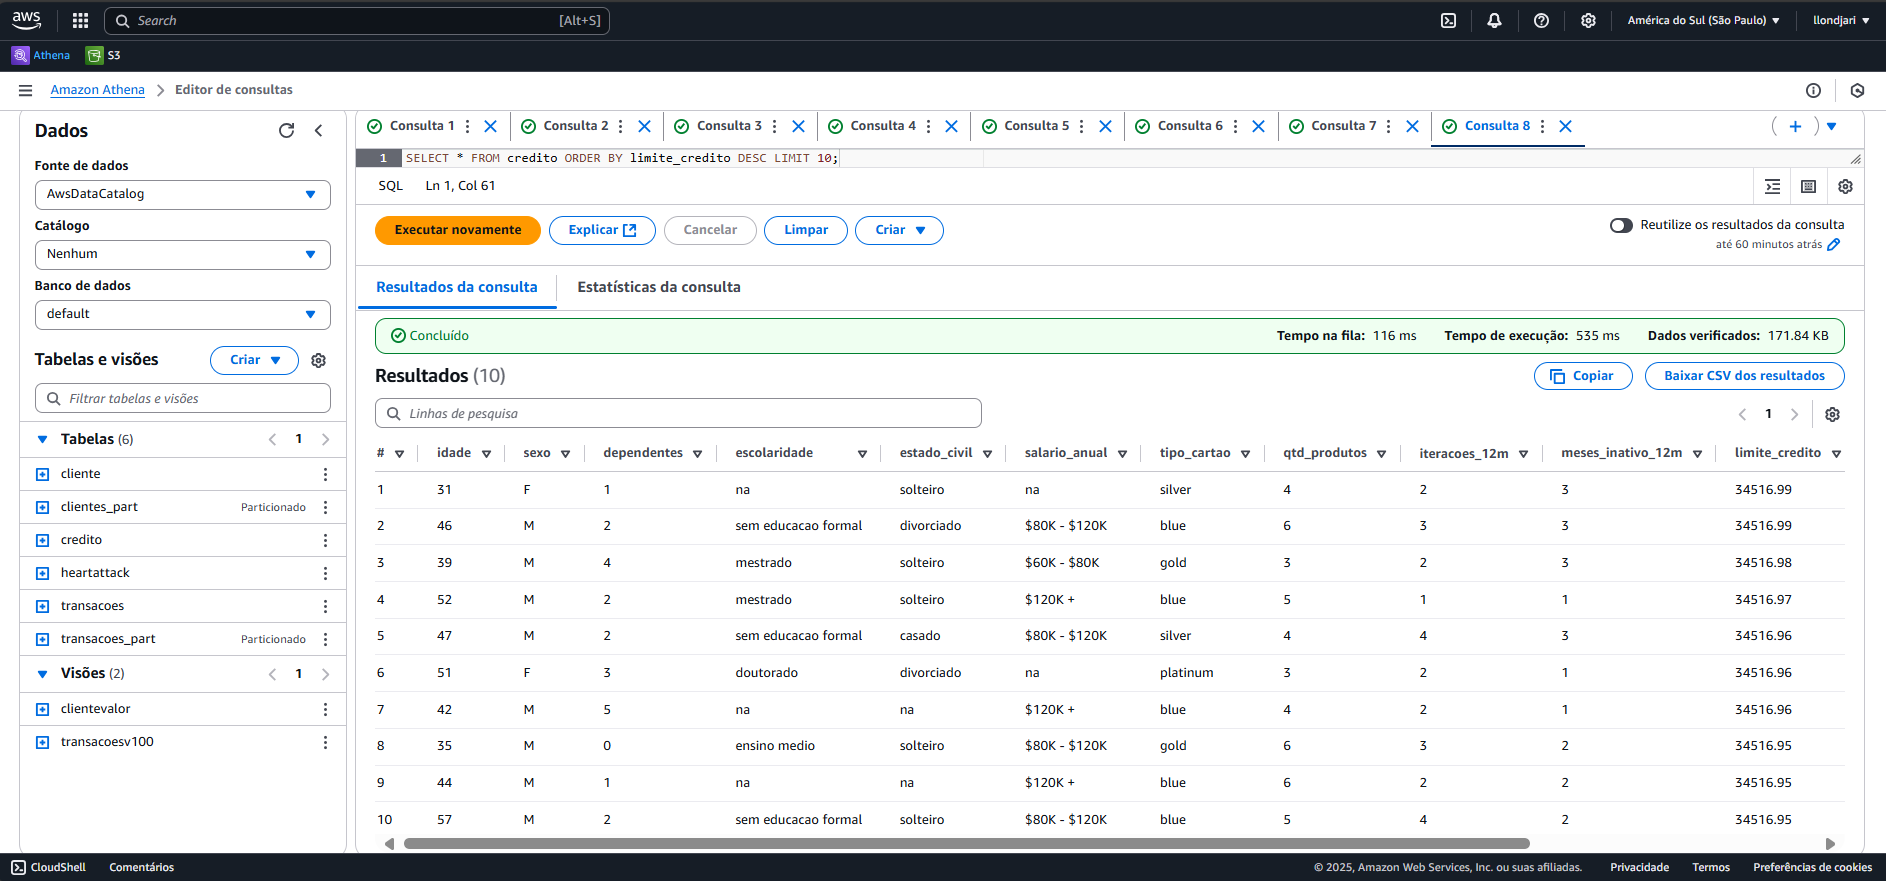 aws Search [Alt+S] América do Sul (São Paulo) llondjari
Athena S3
Amazon Athena Editor de consultas
Dados
Fonte de dados
AwsDataCatalog
Catálogo
Nenhum
Banco de dados
default
Tabelas e visões Criar
Filtrar tabelas e visões
Tabelas (6) 1
cliente
clientes_part Particionado
credito
heartattack
transacoes
transacoes_part Particionado
Visões (2) 1
clientevalor
transacoesv100
Consulta 1 Consulta 2 Consulta 3 Consulta 4 Consulta 5 Consulta 6 Consulta 7 Consulta 8
1 SELECT * FROM credito ORDER BY limite_credito DESC LIMIT 10;
SQL Ln 1, Col 61
Executar novamente Explicar Cancelar Limpar Criar
Reutilize os resultados da consulta
até 60 minutos atrás
Resultados da consulta Estatísticas da consulta
Concluído Tempo na fila: 116 ms Tempo de execução: 535 ms Dados verificados: 171.84 KB
Resultados (10) Copiar Baixar CSV dos resultados
Linhas de pesquisa 1
# idade sexo dependentes escolaridade estado_civil salario_anual tipo_cartao qtd_produtos iteracoes_12m meses_inativo_12m limite_credito
1 31 F 1 na solteiro na silver 4 2 3 34516.99
2 46 M 2 sem educacao formal divorciado $80K - $120K blue 6 3 3 34516.99
3 39 M 4 mestrado solteiro $60K - $80K gold 3 2 3 34516.98
4 52 M 2 mestrado solteiro $120K + blue 5 1 1 34516.97
5 47 M 2 sem educacao formal casado $80K - $120K silver 4 4 3 34516.96
6 51 F 3 doutorado divorciado na platinum 3 2 1 34516.96
7 42 M 5 na na $120K + blue 4 2 1 34516.96
8 35 M 0 ensino medio solteiro $80K - $120K gold 6 3 2 34516.95
9 44 M 1 na na $120K + blue 6 2 2 34516.95
10 57 M 2 sem educacao formal solteiro $80K - $120K blue 5 4 2 34516.95
CloudShell Comentários © 2025, Amazon Web Services, Inc. ou suas afiliadas. Privacidade Termos Preferências de cookies